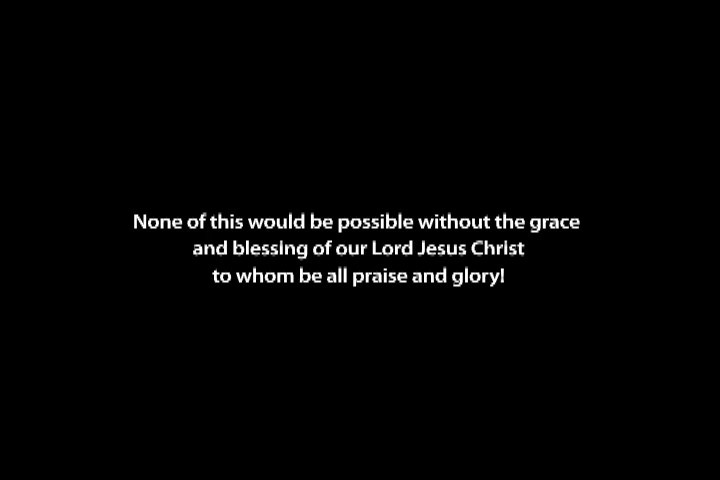 None of this would be possible without the grace
and blessing of our Lord Jesus Christ
to whom be all praise and glory!